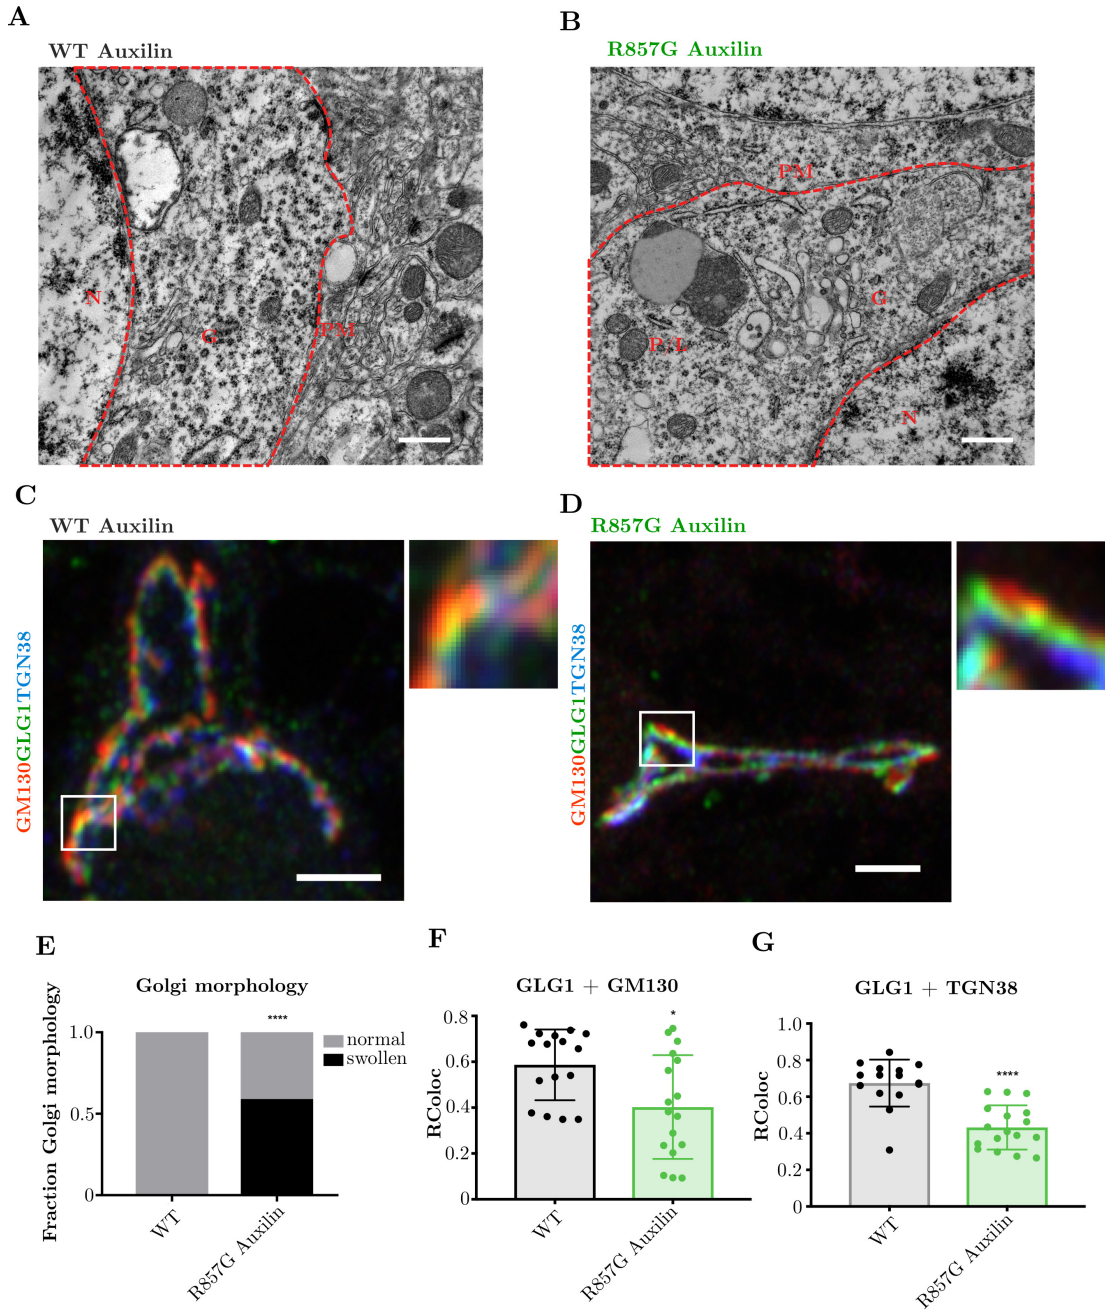 A
WT Auxilin
N
G
PM
B
R857G Auxilin
PM
G
P/L
N
C
WT Auxilin
GM130GLG1TGN38
D
R857G Auxilin
GM130GLG1TGN38
E
Golgi morphology
Fraction Golgi morphology
1.0
0.5
0
****
normal
swollen
WT
R857G Auxilin
F
GLG1 + GM130
RColoc
0.8
0.6
0.4
0.2
0
*
WT
R857G Auxilin
G
GLG1 + TGN38
RColoc
1.0
0.8
0.6
0.4
0.2
0
****
WT
R857G Auxilin